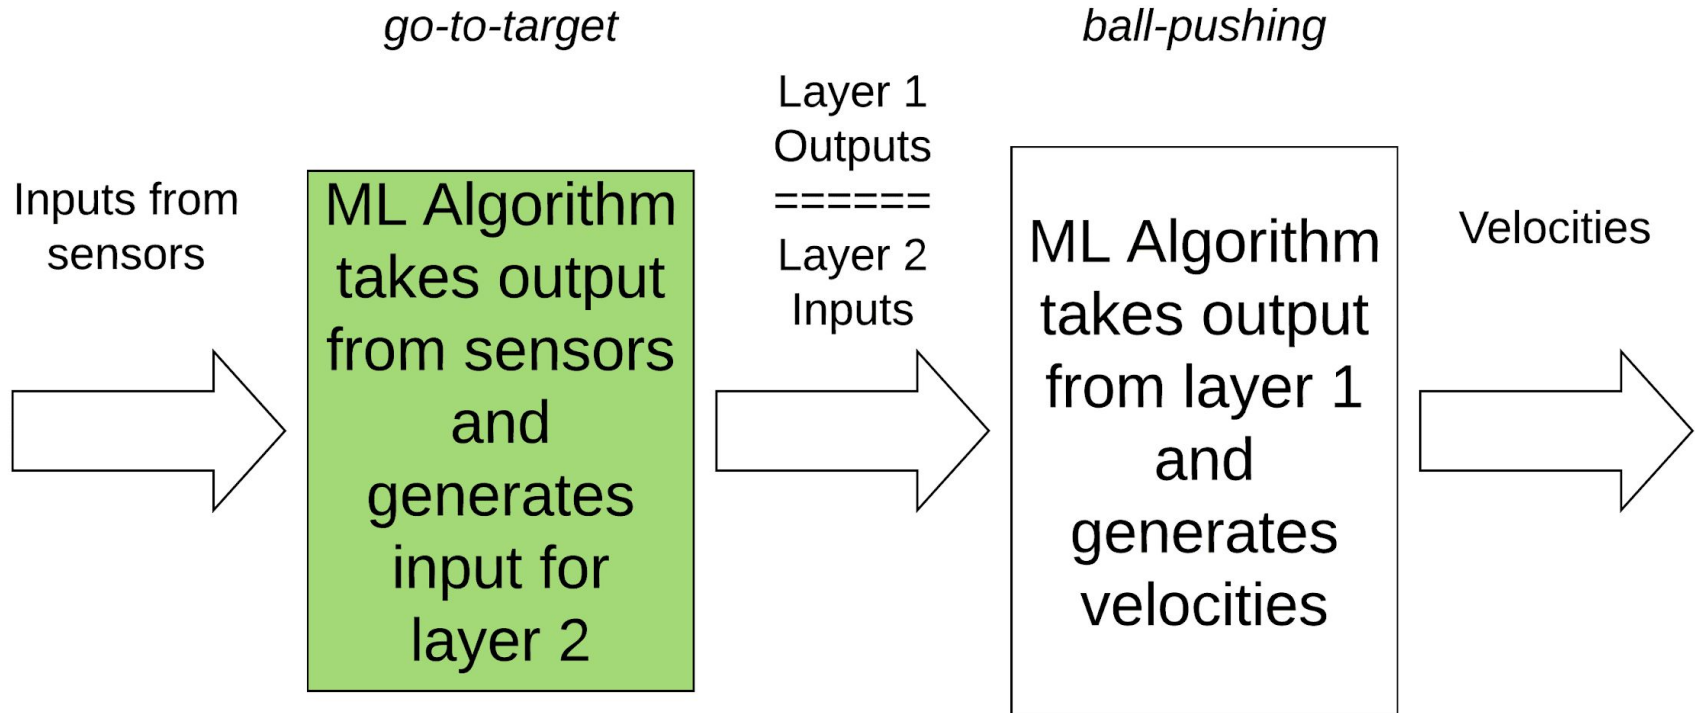 go-to-target
ball-pushing
Inputs from
sensors
ML Algorithm
takes output
from sensors
and
generates
input for
layer 2
Layer 1
Outputs
======
Layer 2
Inputs
ML Algorithm
takes output
from layer 1
and
generates
velocities
Velocities